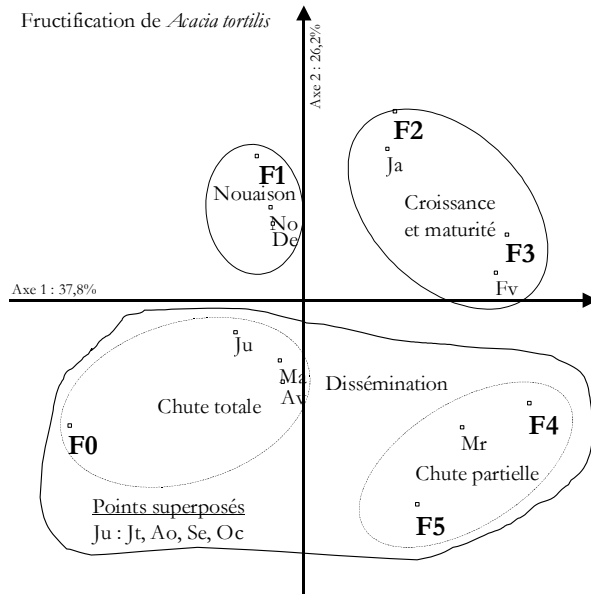 Fructification de Acacia tortilis
Axe 2 : 26,2%
F2
Ja
F1
Nouaison
No
De
Croissance
et maturité
F3
Fv
Axe 1 : 37,8%
Ju
Ma
Av
Dissémination
Chute totale
F4
F0
Mr
Chute partielle
F5
Points superposés
Ju : Jt, Ao, Se, Oc